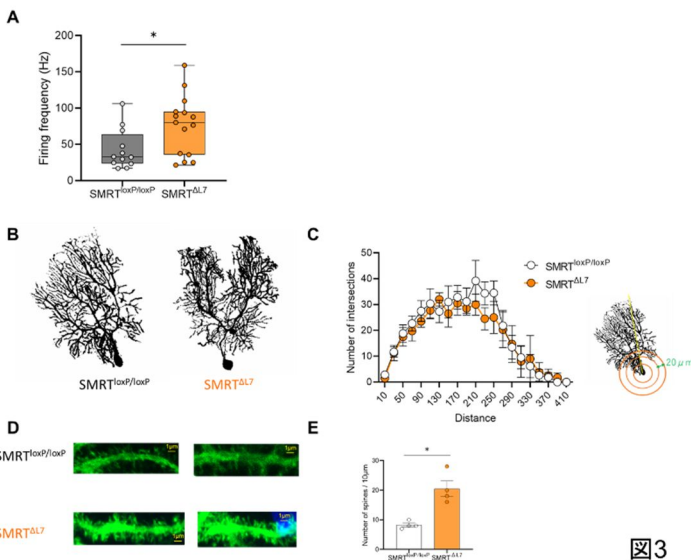 A
Firing frequency (Hz)
200
150
100
50
0
*
SMRTloxP/loxP
SMRTΔL7
B
SMRTloxP/loxP
SMRTΔL7
C
Number of intersections
50
40
30
20
10
0
10
50
90
130
170
210
250
290
330
370
410
Distance
SMRTloxP/loxP
SMRTΔL7
20μm
D
SMRTloxP/loxP
1μm
1μm
SMRTΔL7
1μm
1μm
E
Number of spines / 10μm
30
20
10
0
*
SMRTloxP/loxP
SMRTΔL7
図3